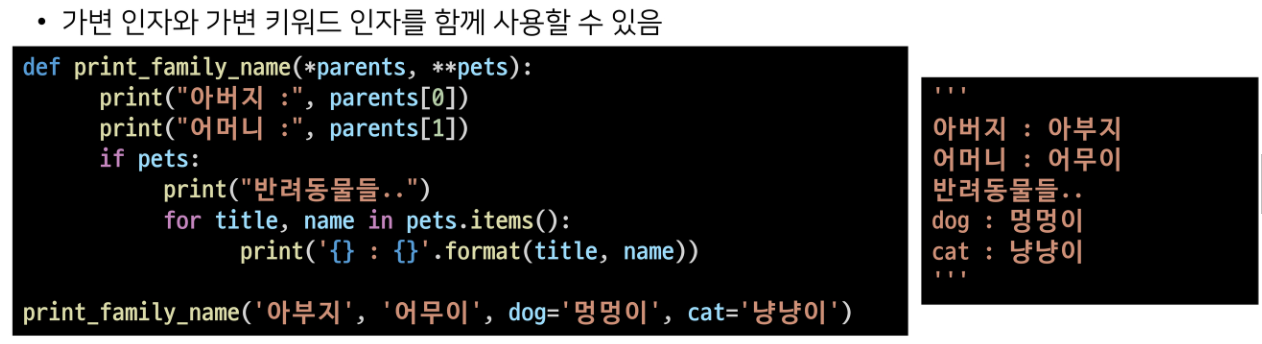 • 가변 인자와 가변 키워드 인자를 함께 사용할 수 있음
def print_family_name(*parents, **pets):
print("아버지 :", parents[0])
print("어머니 :", parents[1])
if pets:
print("반려동물들..")
for title, name in pets.items():
print('{} : {}'.format(title, name))
print_family_name('아부지', '어무이', dog='멍멍이', cat='냥냥이')
'''
아버지 : 아부지
어머니 : 어무이
반려동물들..
dog : 멍멍이
cat : 냥냥이
'''